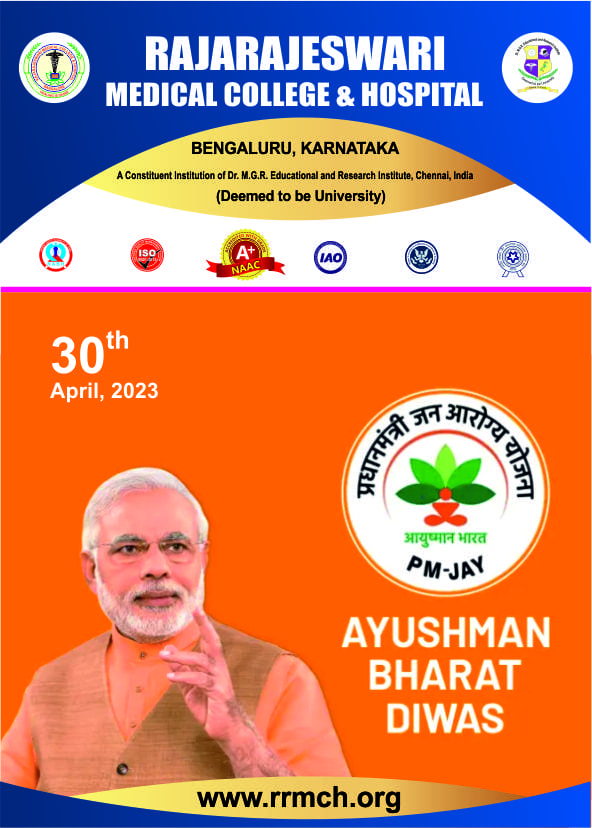 RAJARAJESWARI
MEDICAL COLLEGE & HOSPITAL
BENGALURU, KARNATAKA
A Constituent Institution of Dr. M.G.R. Educational and Research Institute, Chennai, India
(Deemed to be University)
ISO
A+
NAAC
IAO
30th
April, 2023
प्रधानमंत्री जन आरोग्य योजना
आयुष्मान भारत
PM-JAY
AYUSHMAN
BHARAT
DIWAS
www.rrmch.org